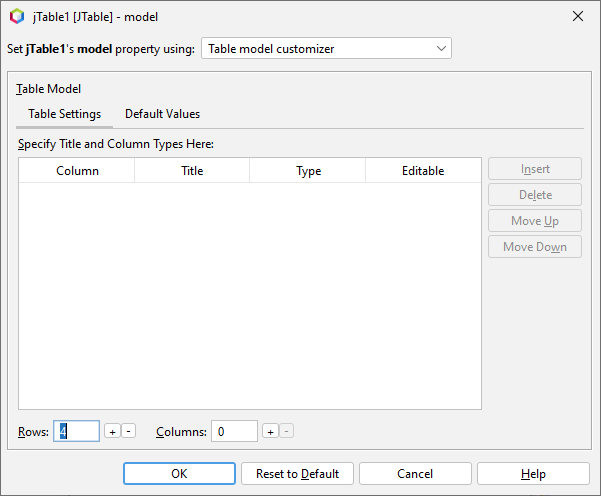 jTable1 [JTable] - model
Set jTable1's model property using: Table model customizer
Table Model
Table Settings Default Values
Specify Title and Column Types Here:
Column Title Type Editable
Insert
Delete
Move Up
Move Down
Rows: 4 + - Columns: 0 + -
OK Reset to Default Cancel Help